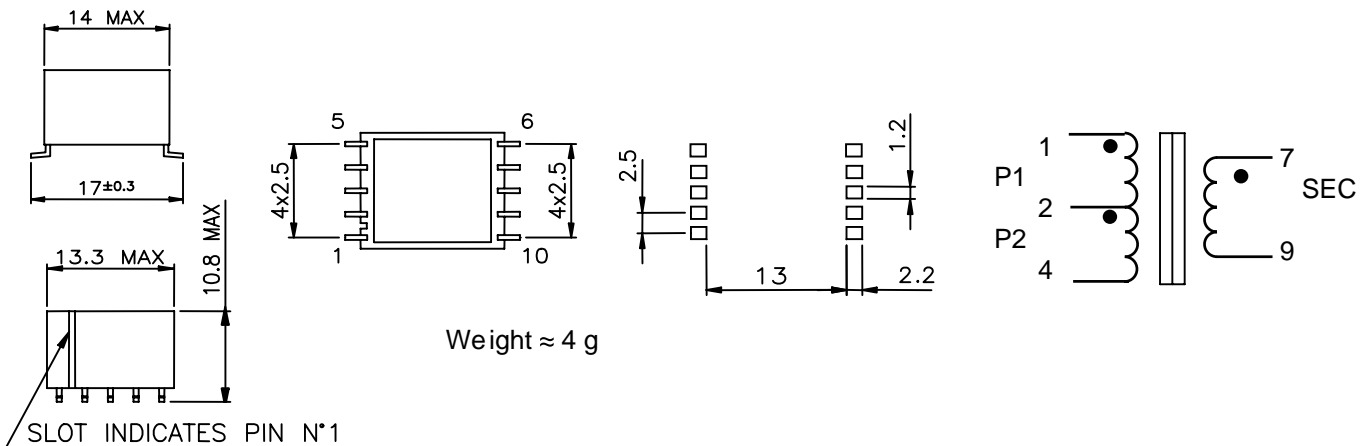 14 MAX
17±0.3
13.3 MAX
10.8 MAX
SLOT INDICATES PIN N°1
5
6
4x2.5
4x2.5
1
10
Weight ≈ 4 g
2.5
1.2
13
2.2
1
P1
2
P2
4
7
SEC
9